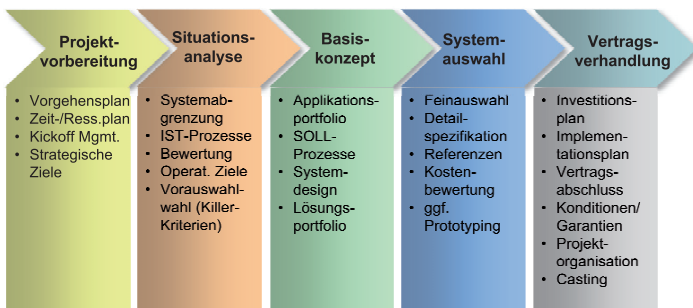 Projekt-
vorbereitung
• Vorgehensplan
• Zeit-/Ress.plan
• Kickoff Mgmt.
• Strategische
Ziele
Situations-
analyse
• Systemab-
grenzung
• IST-Prozesse
• Bewertung
• Operat. Ziele
• Vorauswahl-
wahl (Killer-
Kriterien)
Basis-
konzept
• Applikations-
portfolio
• SOLL-
Prozesse
• System-
design
• Lösungs-
portfolio
System-
auswahl
• Feinauswahl
• Detail-
spezifikation
• Referenzen
• Kosten-
bewertung
• ggf.
Prototyping
Vertrags-
verhandlung
• Investitions-
plan
• Implemen-
tationsplan
• Vertrags-
abschluss
• Konditionen/
Garantien
• Projekt-
organisation
• Casting